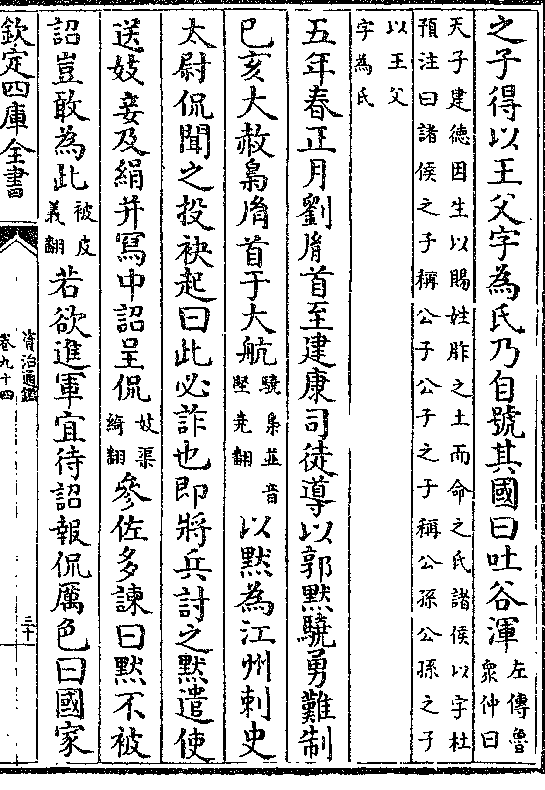 之子得以王父字為氏乃自號其國曰吐谷渾左傳魯衆仲曰
天子建徳因生以賜姓胙之土而命之氏諸侯以字杜
預注曰諸侯之子稱公子公子之子稱公孫公孫之子
以王父
字為氏
五年春正月劉胤首至建康司徒導以郭黙驍勇難制
巳亥大赦梟胤首于大航驍梟並音堅堯翻以黙為江州刺史
太尉侃聞之投袂起曰此必詐也即將兵討之黙遣使
送妓妾及絹并寫中詔呈侃妓渠綺翻參佐多諫曰黙不被
詔豈敢為此被皮義翻若欲進軍宜待詔報侃厲色曰國家
欽定四庫全書
資治通鑑
卷九十四
三十